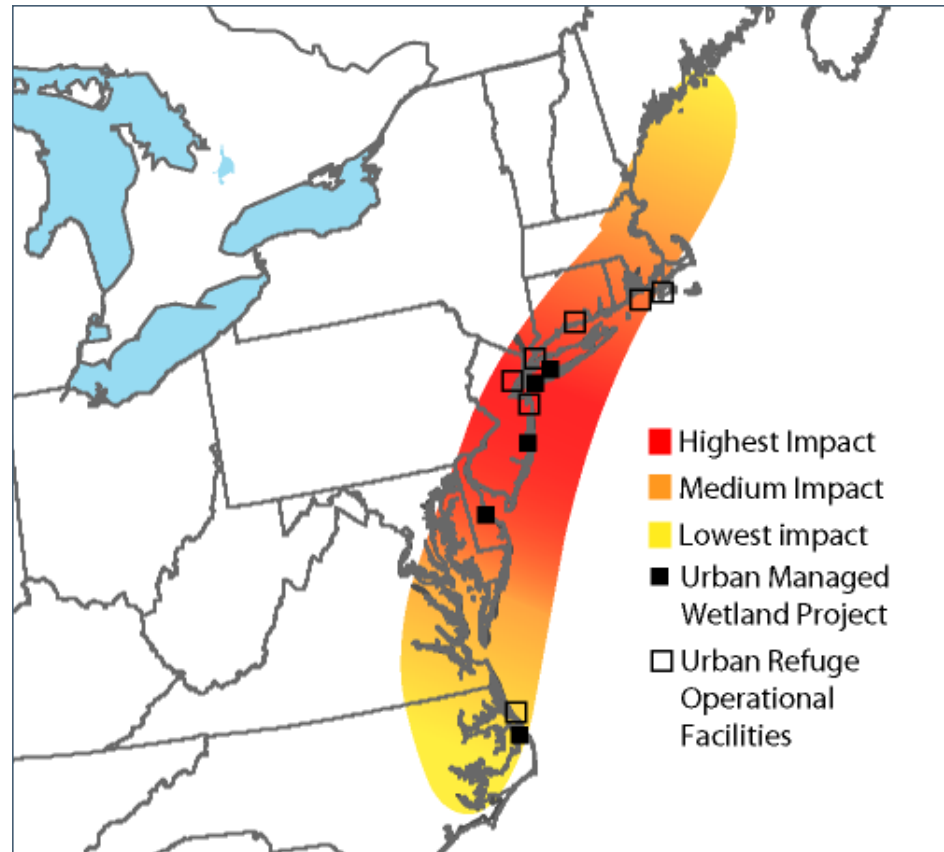 Highest Impact
Medium Impact
Lowest impact
Urban Managed
Wetland Project
Urban Refuge
Operational
Facilities